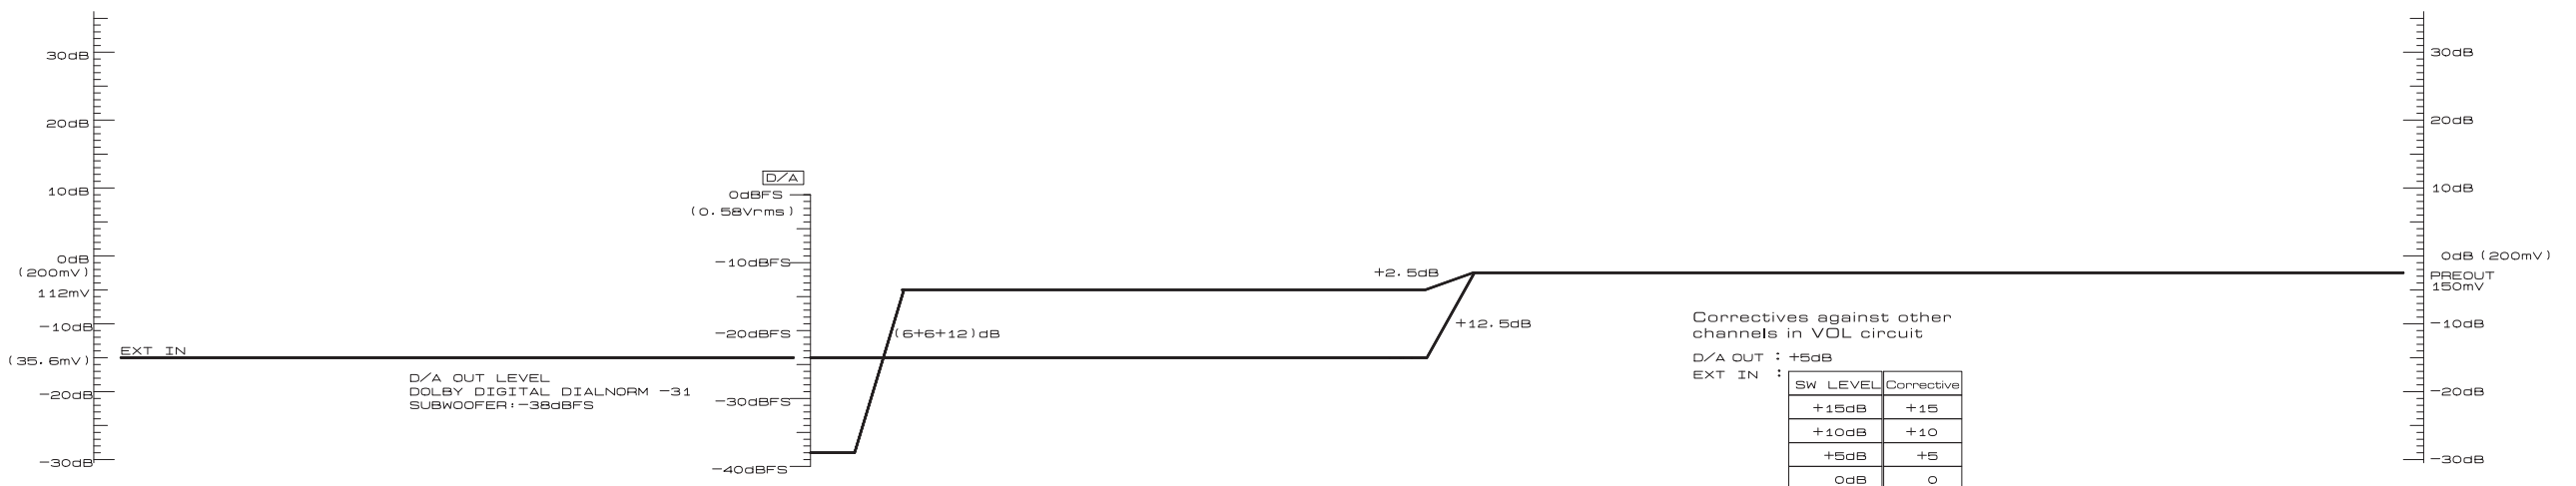 30dB
20dB
10dB
0dB
(200mV)
112mV
-10dB
(35.6mV)
-20dB
-30dB
EXT IN
D/A OUT LEVEL
DOLBY DIGITAL DIALNORM -31
SUBWOOFER:-38dBFS
D/A
0dBFS
(0.58Vrms)
-10dBFS
-20dBFS
-30dBFS
-40dBFS
(6+6+12)dB
+2.5dB
+12.5dB
Correctives against other
channels in VOL circuit
D/A OUT : +5dB
EXT IN :
SW LEVEL Corrective
+15dB +15
+10dB +10
+5dB +5
0dB 0
30dB
20dB
10dB
0dB (200mV)
PREOUT
150mV
-10dB
-20dB
-30dB